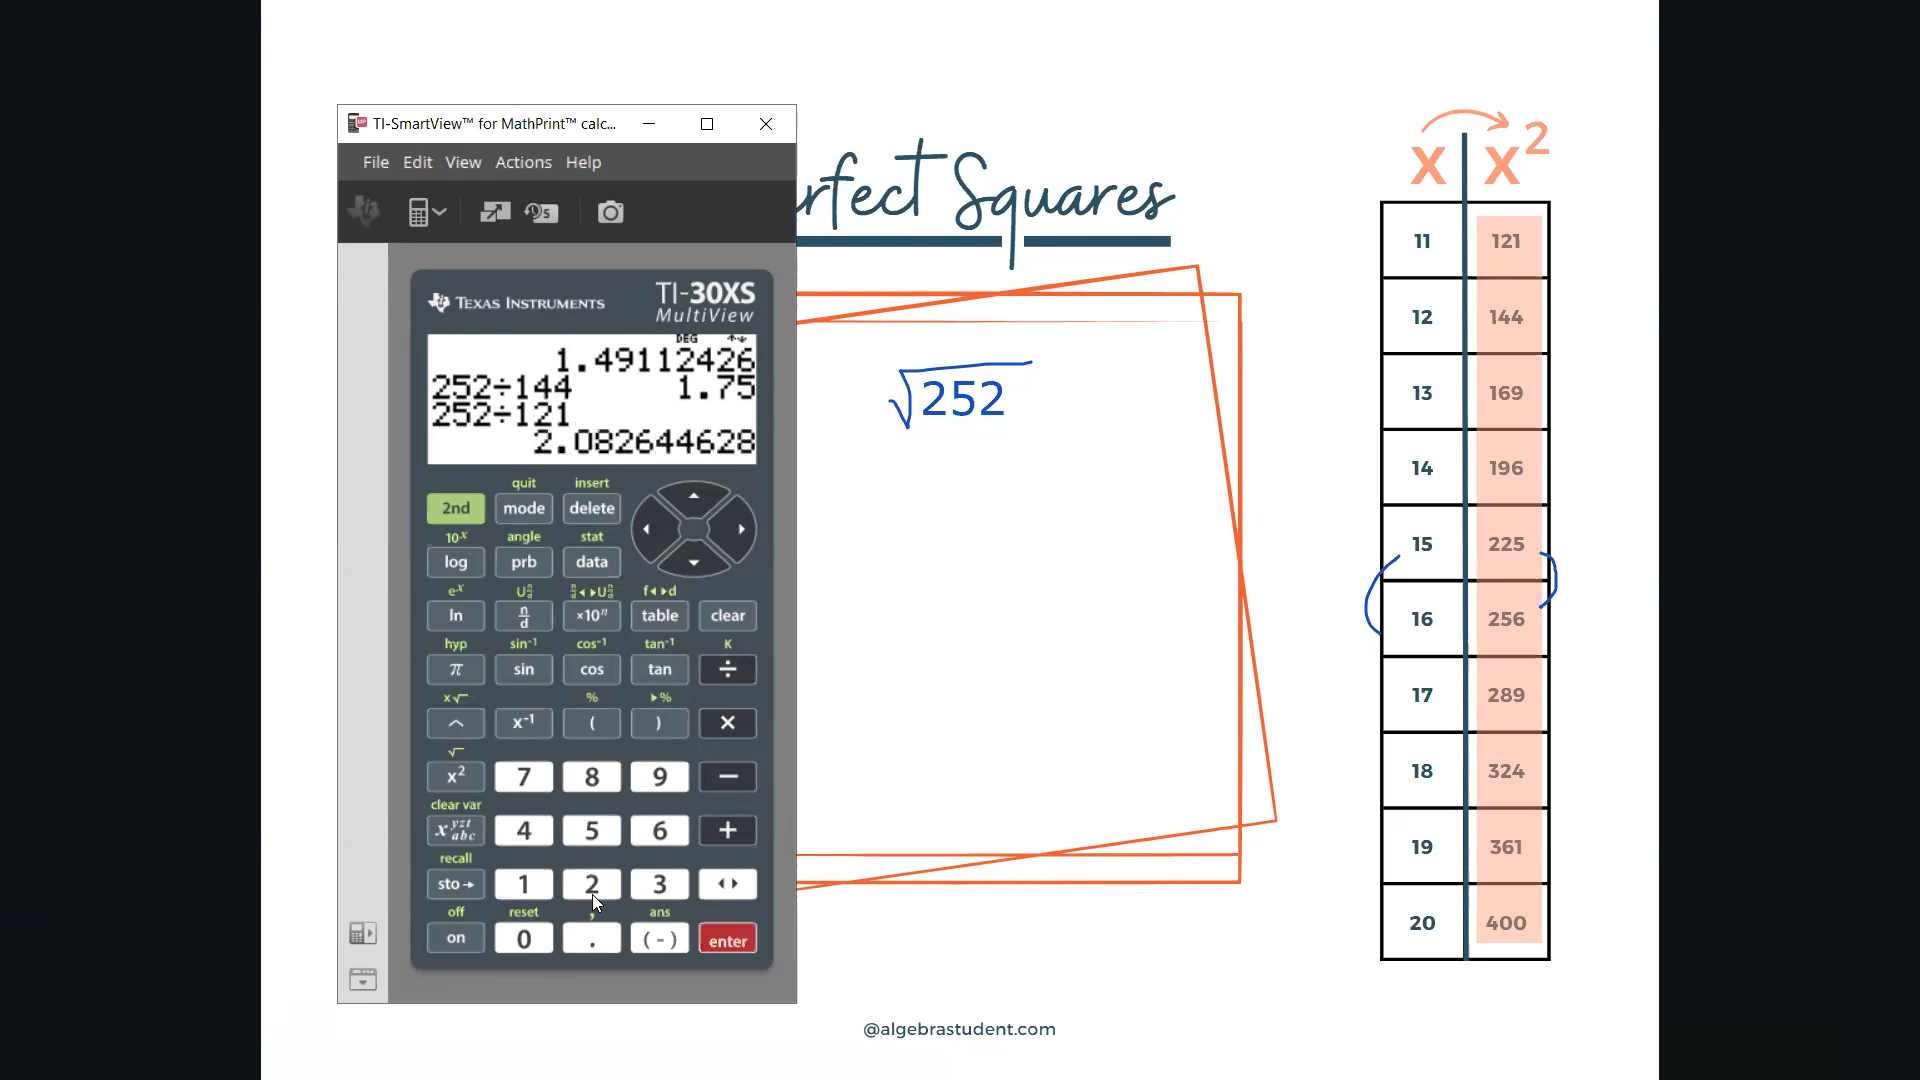 TI-SmartView™ for MathPrint™ calc...
File Edit View Actions Help
rfect Squares
TEXAS INSTRUMENTS
TI-30XS
MultiView
DEG
1.49112426
252÷144 1.75
252÷121
2.082644628
quit insert
2nd mode delete
10ˣ angle stat
log prb data
eˣ U n/d n/d ◄►U n/d f◄►d
ln n/d ×10ⁿ table clear
hyp sin⁻¹ cos⁻¹ tan⁻¹ K
π sin cos tan ÷
x√ % ►%
^ x⁻¹ ( ) ×
√
x² 7 8 9 −
clear var
x yzt abc 4 5 6 +
recall
sto→ 1 2 3 ◄►
off reset , ans
on 0 . (-) enter
√252
x x²
11 121
12 144
13 169
14 196
15 225
16 256
17 289
18 324
19 361
20 400
@algebrastudent.com